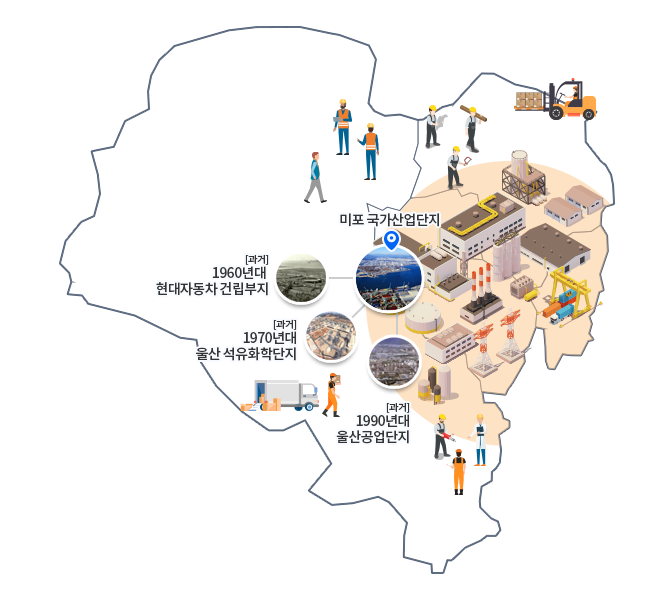 미포 국가산업단지
[과거]
1960년대
현대자동차 건립부지
[과거]
1970년대
울산 석유화학단지
[과거]
1990년대
울산공업단지